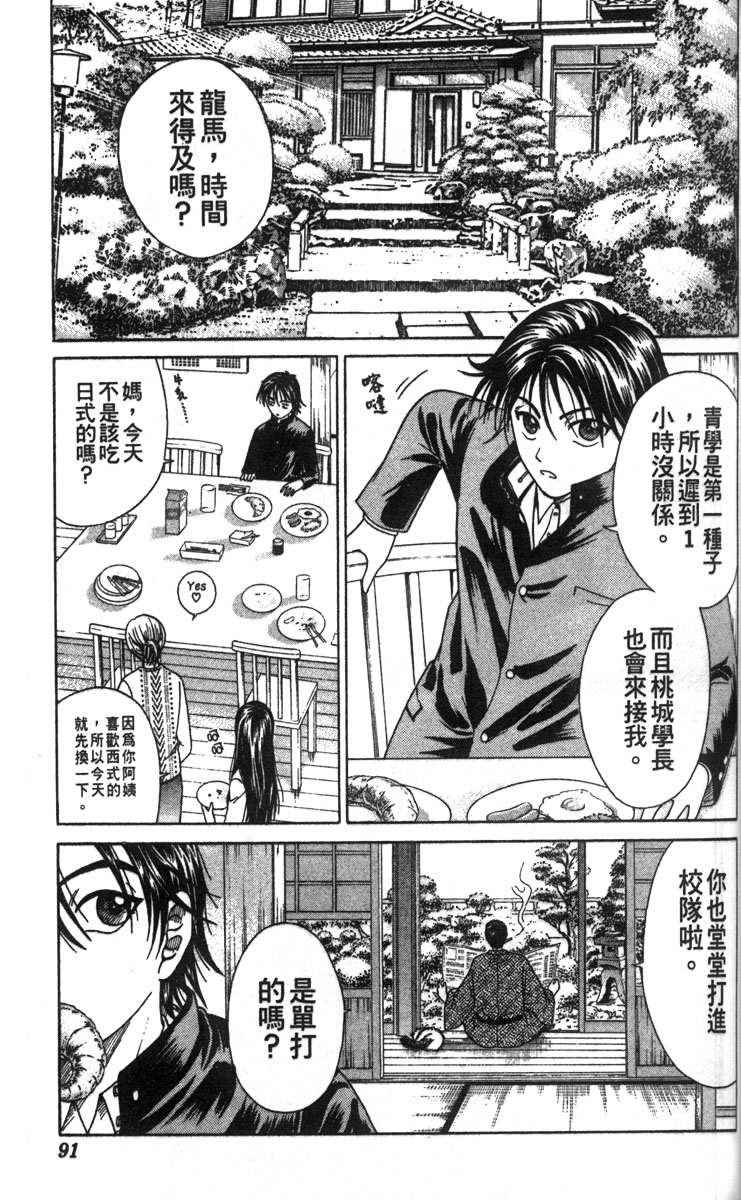 龍馬，時間
來得及嗎？
青學是第一種子
，所以遲到1
小時沒關係。
而且桃城學長
也會來接我。
喀噠
牛乳……
媽，今天
不是該吃
日式的嗎？
Yes
因為你阿姨
喜歡西式的
，所以今天
就先換一下。
你也堂堂打進
校隊啦。
是單打
的嗎？
91